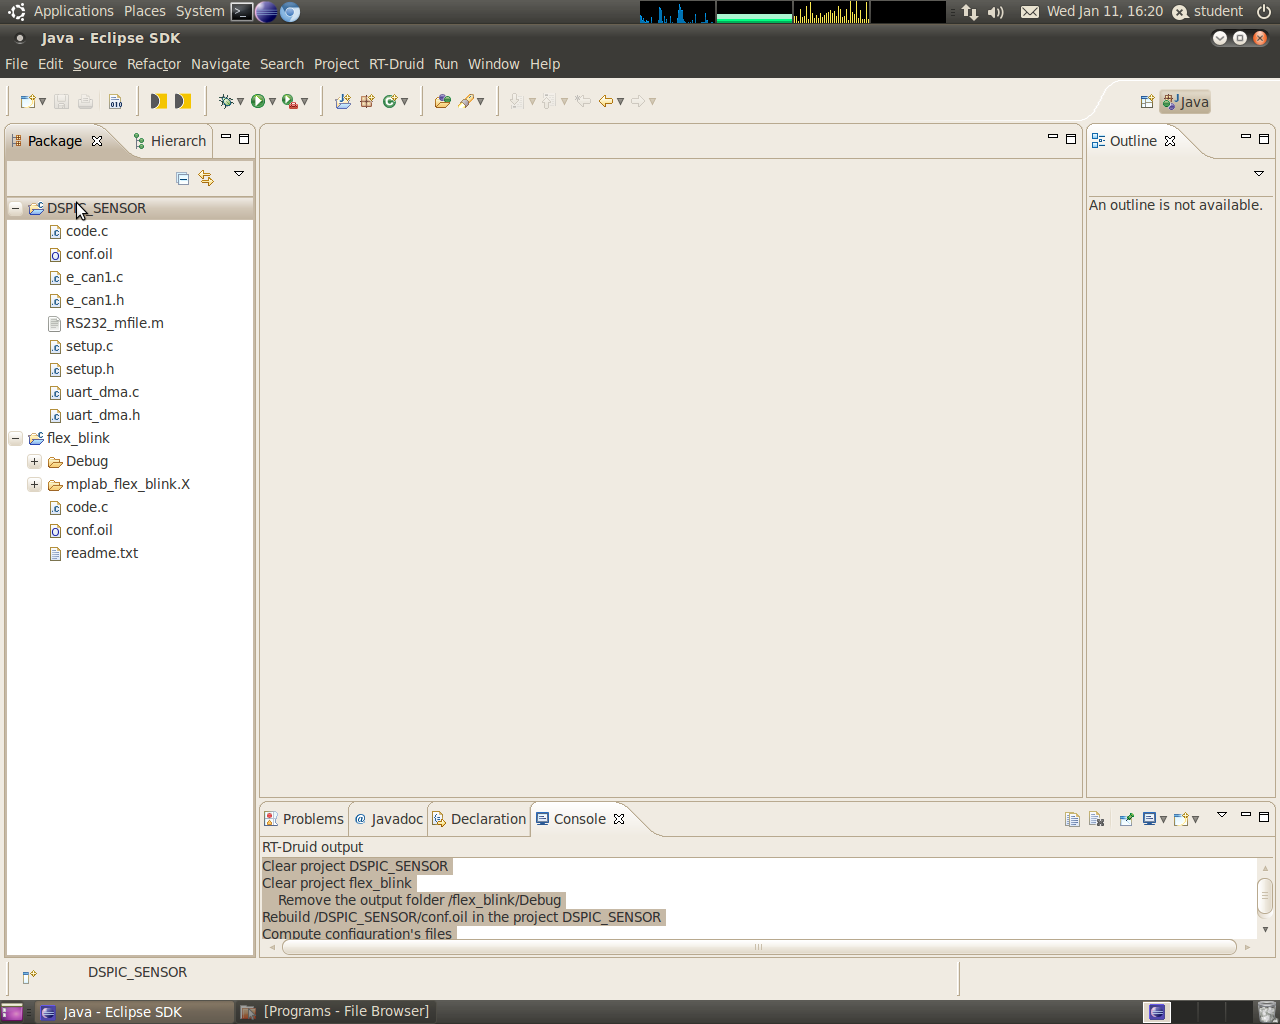 Applications Places System Wed Jan 11, 16:20 student
Java - Eclipse SDK
File Edit Source Refactor Navigate Search Project RT-Druid Run Window Help
Java
Package Hierarch Outline
An outline is not available.
DSPIC_SENSOR
code.c
conf.oil
e_can1.c
e_can1.h
RS232_mfile.m
setup.c
setup.h
uart_dma.c
uart_dma.h
flex_blink
Debug
mplab_flex_blink.X
code.c
conf.oil
readme.txt
Problems @ Javadoc Declaration Console
RT-Druid output
Clear project DSPIC_SENSOR
Clear project flex_blink
Remove the output folder /flex_blink/Debug
Rebuild /DSPIC_SENSOR/conf.oil in the project DSPIC_SENSOR
Compute configuration's files
DSPIC_SENSOR
Java - Eclipse SDK [Programs - File Browser]